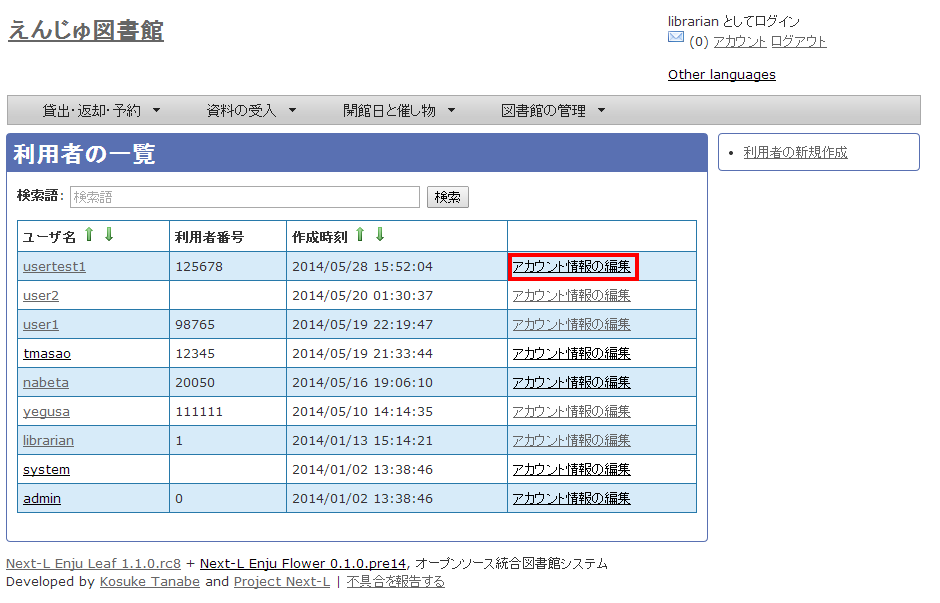 えんじゅ図書館
librarian としてログイン
(0) アカウント ログアウト
Other languages
貸出・返却・予約 資料の受入 開館日と催し物 図書館の管理
利用者の一覧
利用者の新規作成
検索語: 検索語 検索
ユーザ名 利用者番号 作成時刻
usertest1 125678 2014/05/28 15:52:04 アカウント情報の編集
user2 2014/05/20 01:30:37 アカウント情報の編集
user1 98765 2014/05/19 22:19:47 アカウント情報の編集
tmasao 12345 2014/05/19 21:33:44 アカウント情報の編集
nabeta 20050 2014/05/16 19:06:10 アカウント情報の編集
yegusa 111111 2014/05/10 14:14:35 アカウント情報の編集
librarian 1 2014/01/13 15:14:21 アカウント情報の編集
system 2014/01/02 13:38:46 アカウント情報の編集
admin 0 2014/01/02 13:38:46 アカウント情報の編集
Next-L Enju Leaf 1.1.0.rc8 + Next-L Enju Flower 0.1.0.pre14, オープンソース統合図書館システム
Developed by Kosuke Tanabe and Project Next-L | 不具合を報告する